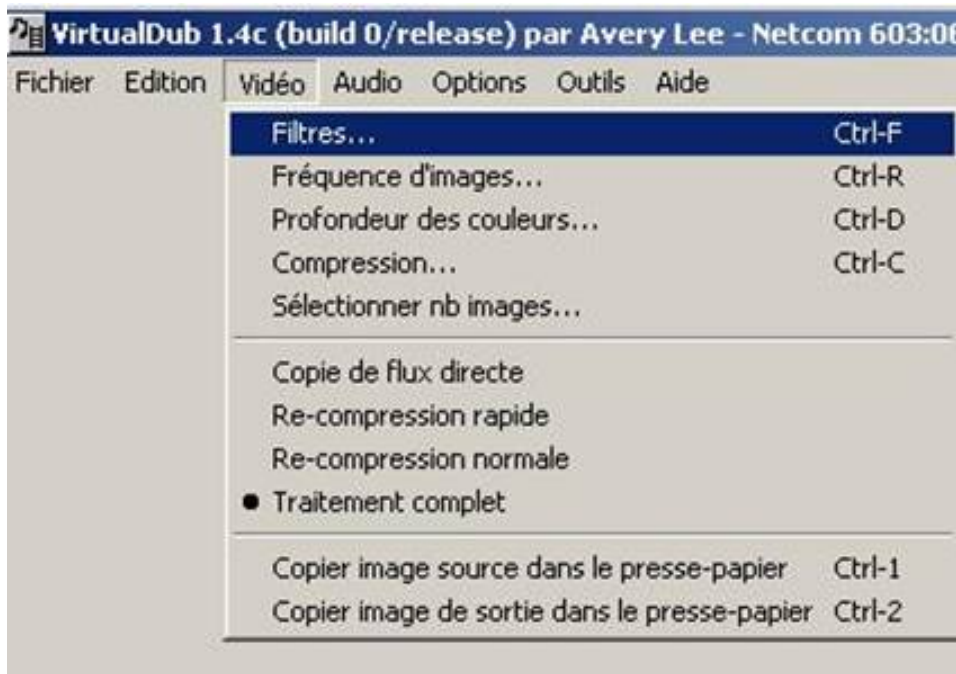 VirtualDub 1.4c (build 0/release) par Avery Lee - Netcom 603:06
Fichier Edition Vidéo Audio Options Outils Aide
Filtres... Ctrl-F
Fréquence d'images... Ctrl-R
Profondeur des couleurs... Ctrl-D
Compression... Ctrl-C
Sélectionner nb images...
Copie de flux directe
Re-compression rapide
Re-compression normale
Traitement complet
Copier image source dans le presse-papier Ctrl-1
Copier image de sortie dans le presse-papier Ctrl-2